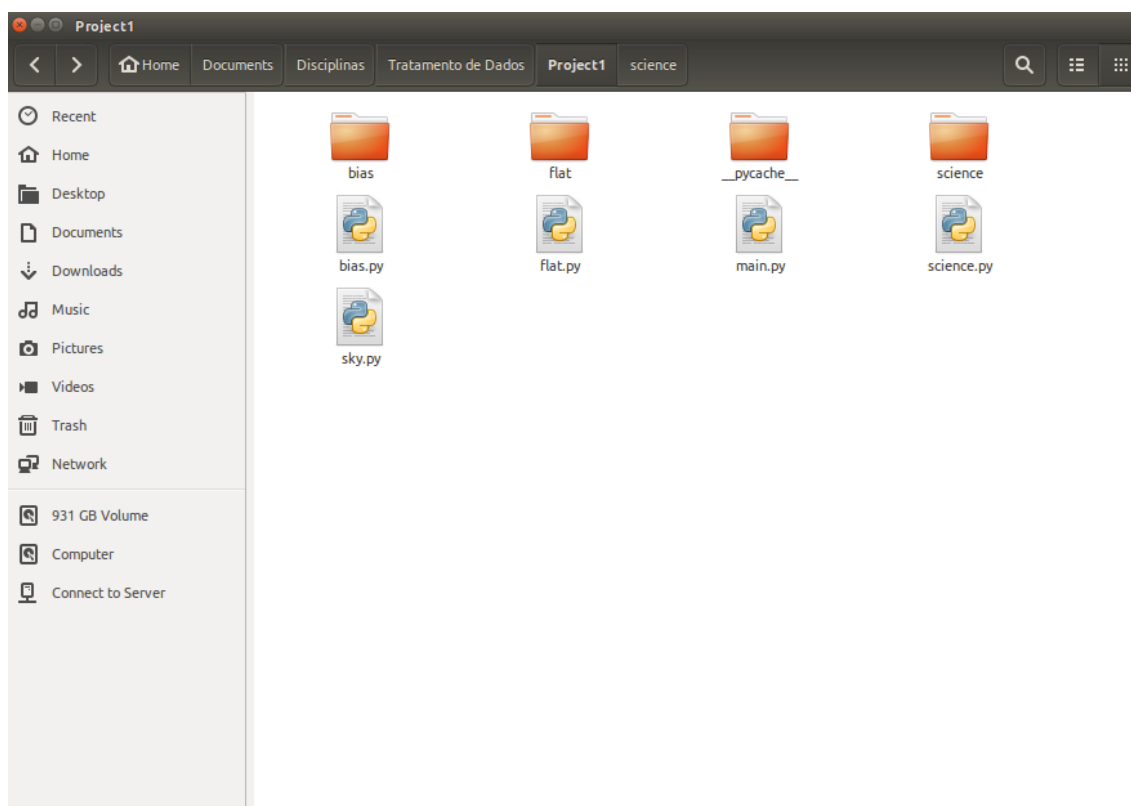 Project1
Home Documents Disciplinas Tratamento de Dados Project1 science
Recent
Home
Desktop
Documents
Downloads
Music
Pictures
Videos
Trash
Network
931 GB Volume
Computer
Connect to Server
bias flat __pycache__ science
bias.py flat.py main.py science.py
sky.py